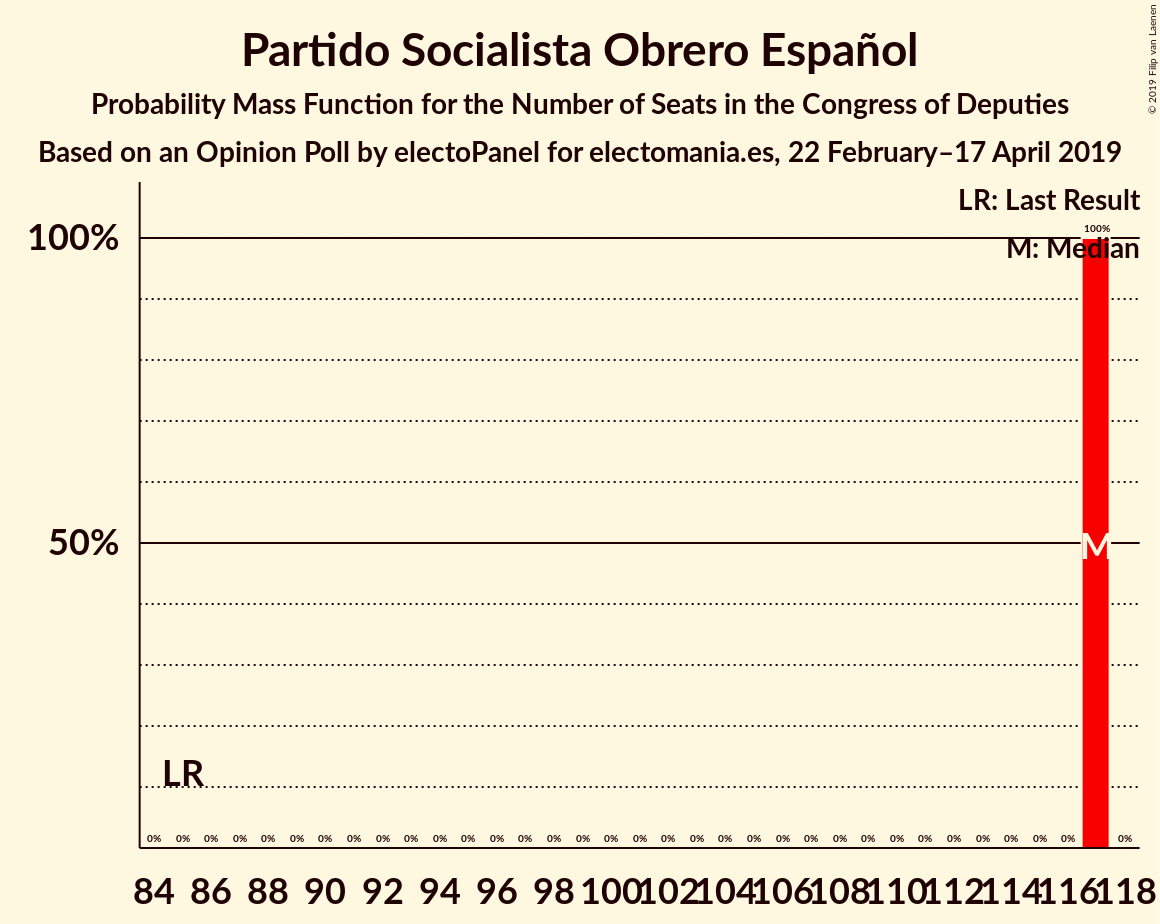 Partido Socialista Obrero Español
Probability Mass Function for the Number of Seats in the Congress of Deputies
Based on an Opinion Poll by electoPanel for electomania.es, 22 February–17 April 2019
© 2019 Filip van Laenen
LR: Last Result
M: Median
100%
100%
50%
M
LR
0% 0% 0% 0% 0% 0% 0% 0% 0% 0% 0% 0% 0% 0% 0% 0% 0% 0% 0% 0% 0% 0% 0% 0% 0% 0% 0% 0% 0% 0% 0% 0% 0% 0%
84 86 88 90 92 94 96 98 100 102 104 106 108 110 112 114 116 118